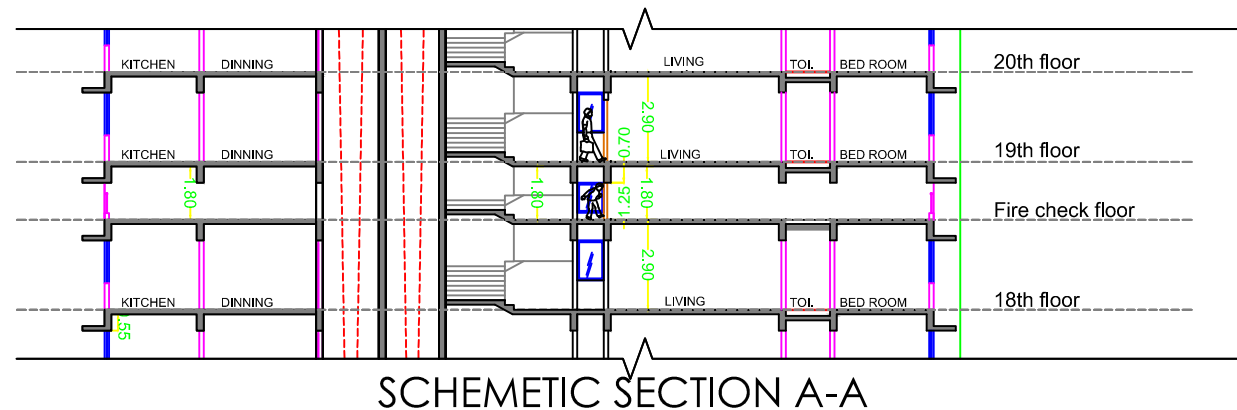 KITCHEN DINNING LIVING TOI. BED ROOM 20th floor
2.90
0.70
KITCHEN DINNING LIVING TOI. BED ROOM 19th floor
1.80 1.80 1.25 1.80
Fire check floor
2.90
KITCHEN DINNING LIVING TOI. BED ROOM 18th floor
.55
SCHEMETIC SECTION A-A